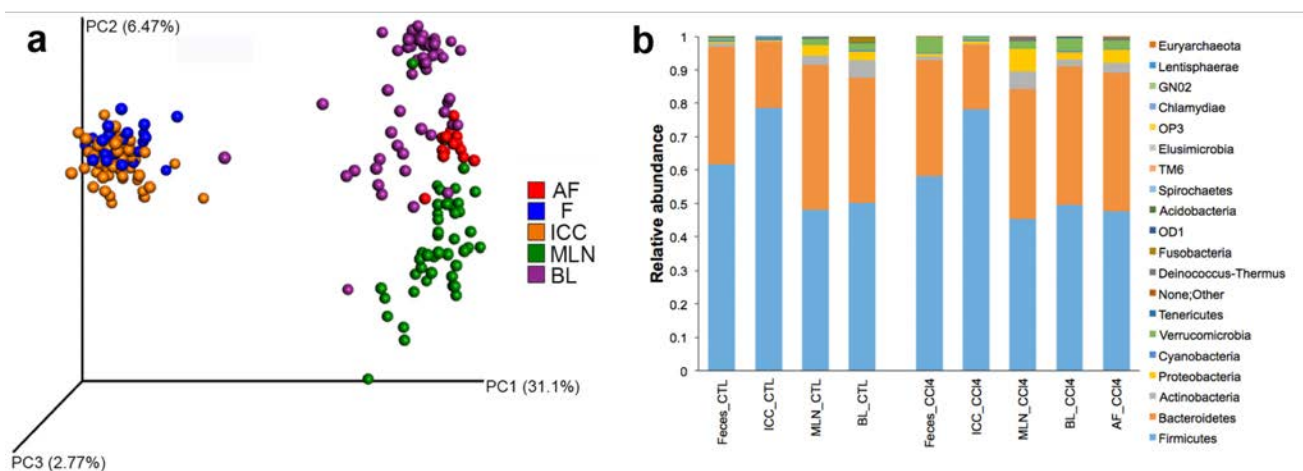 a
PC2 (6.47%)
PC1 (31.1%)
PC3 (2.77%)
AF
F
ICC
MLN
BL
b
Relative abundance
1
0.9
0.8
0.7
0.6
0.5
0.4
0.3
0.2
0.1
0
Feces_CTL
ICC_CTL
MLN_CTL
BL_CTL
Feces_CCl4
ICC_CCl4
MLN_CCl4
BL_CCl4
AF_CCl4
Euryarchaeota
Lentisphaerae
GN02
Chlamydiae
OP3
Elusimicrobia
TM6
Spirochaetes
Acidobacteria
OD1
Fusobacteria
Deinococcus-Thermus
None;Other
Tenericutes
Verrucomicrobia
Cyanobacteria
Proteobacteria
Actinobacteria
Bacteroidetes
Firmicutes